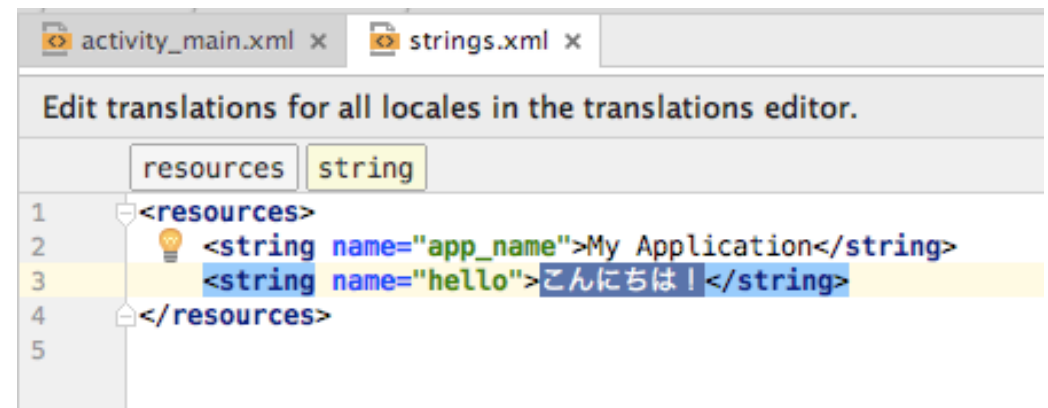 activity_main.xml × strings.xml ×
Edit translations for all locales in the translations editor.
resources string
1 <resources>
2 <string name="app_name">My Application</string>
3 <string name="hello">こんにちは！</string>
4 </resources>
5